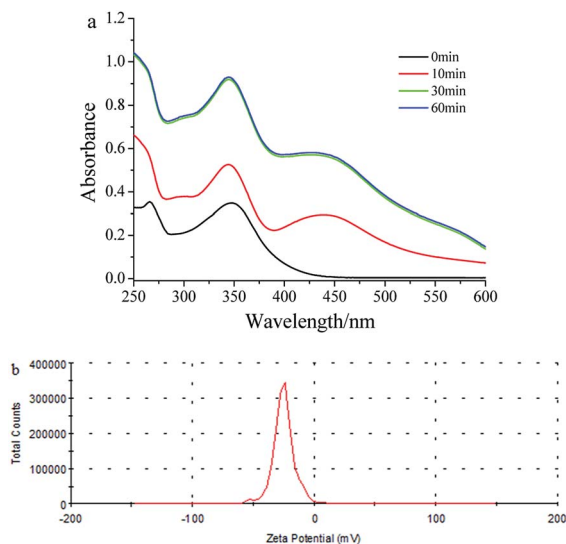 a
1.2
1.0
0.8
0.6
0.4
0.2
0.0
Absorbance
0min
10min
30min
60min
250 300 350 400 450 500 550 600
Wavelength/nm
b
400000
300000
200000
100000
0
Total Counts
-200 -100 0 100 200
Zeta Potential (mV)